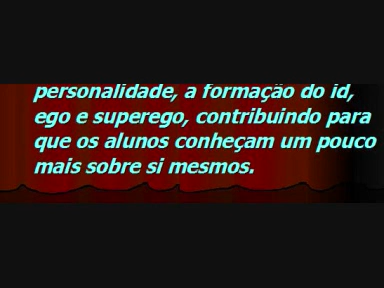 personalidade, a formação do id,
ego e superego, contribuindo para
que os alunos conheçam um pouco
mais sobre si mesmos.